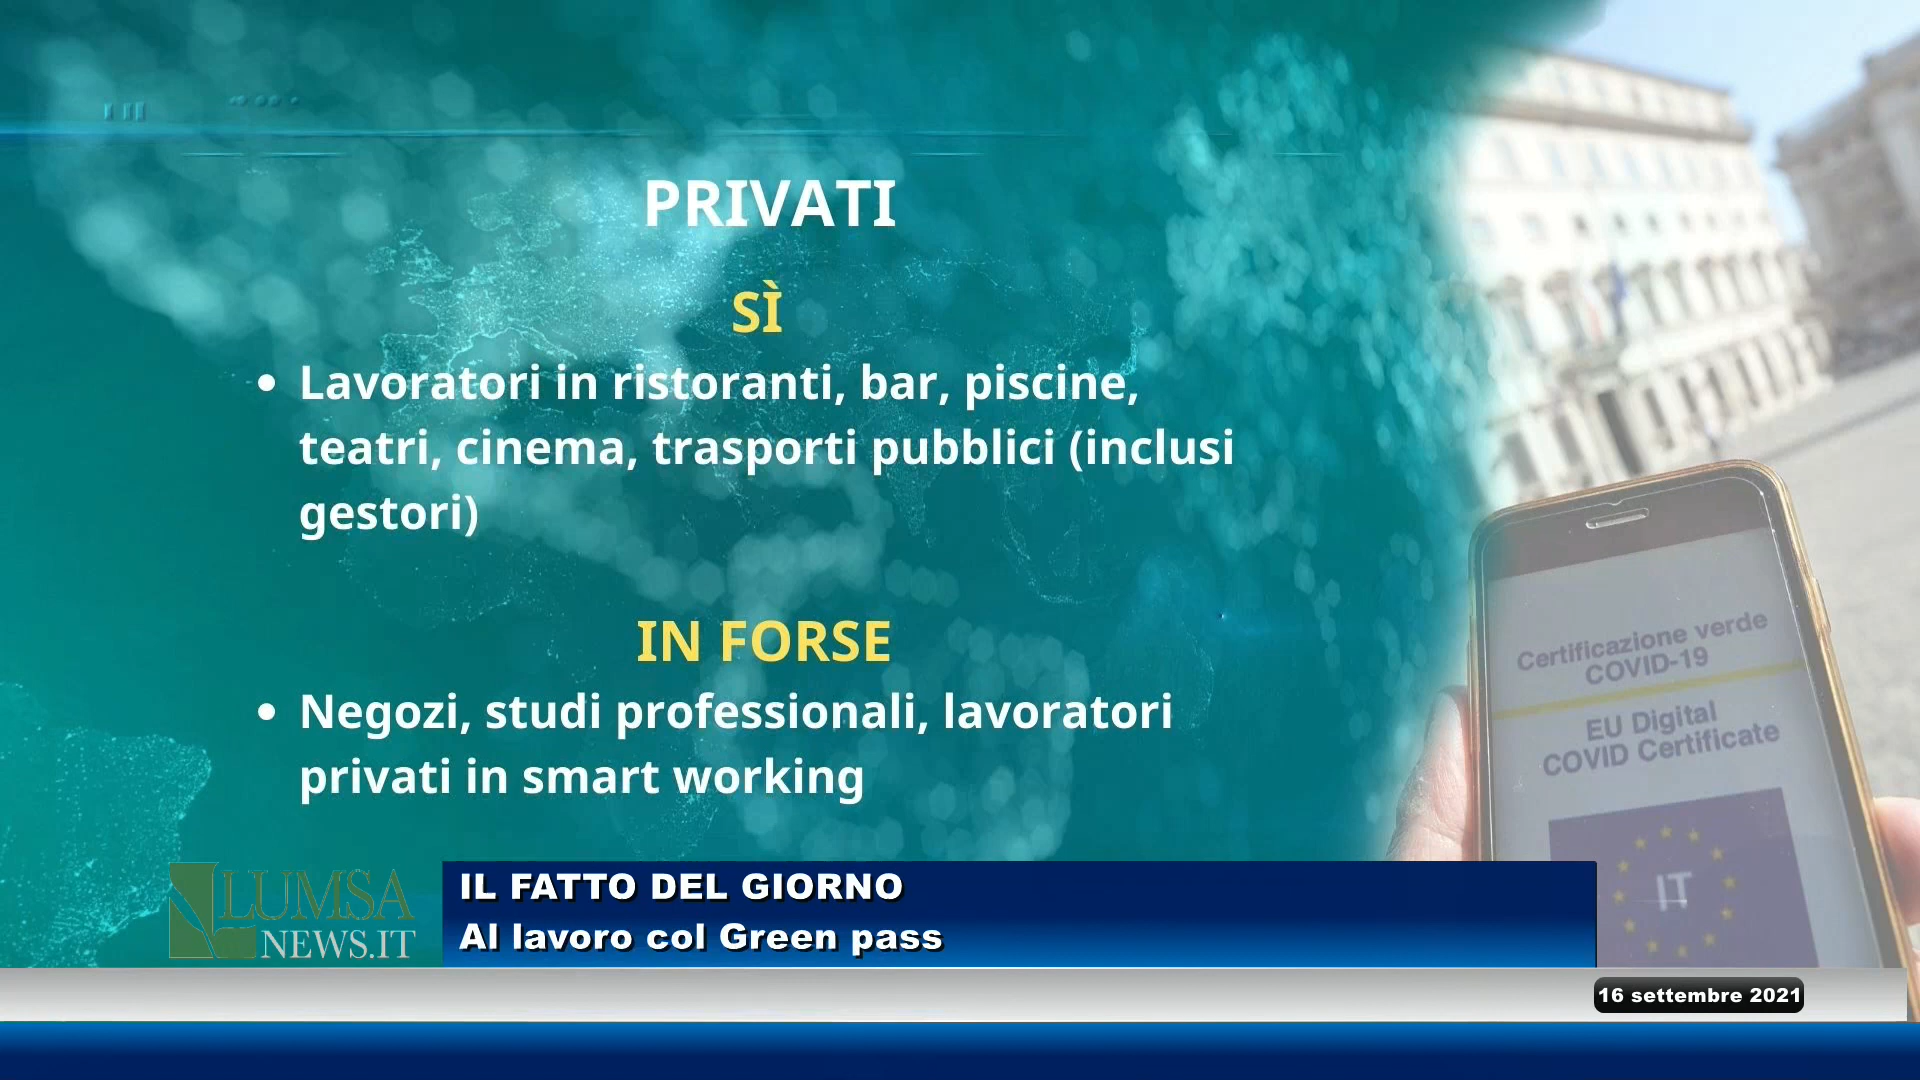 PRIVATI
SÌ
• Lavoratori in ristoranti, bar, piscine,
teatri, cinema, trasporti pubblici (inclusi
gestori)
IN FORSE
• Negozi, studi professionali, lavoratori
privati in smart working
Certificazione verde
COVID-19
EU Digital
COVID Certificate
IT
LUMSA
NEWS.IT
IL FATTO DEL GIORNO
Al lavoro col Green pass
16 settembre 2021